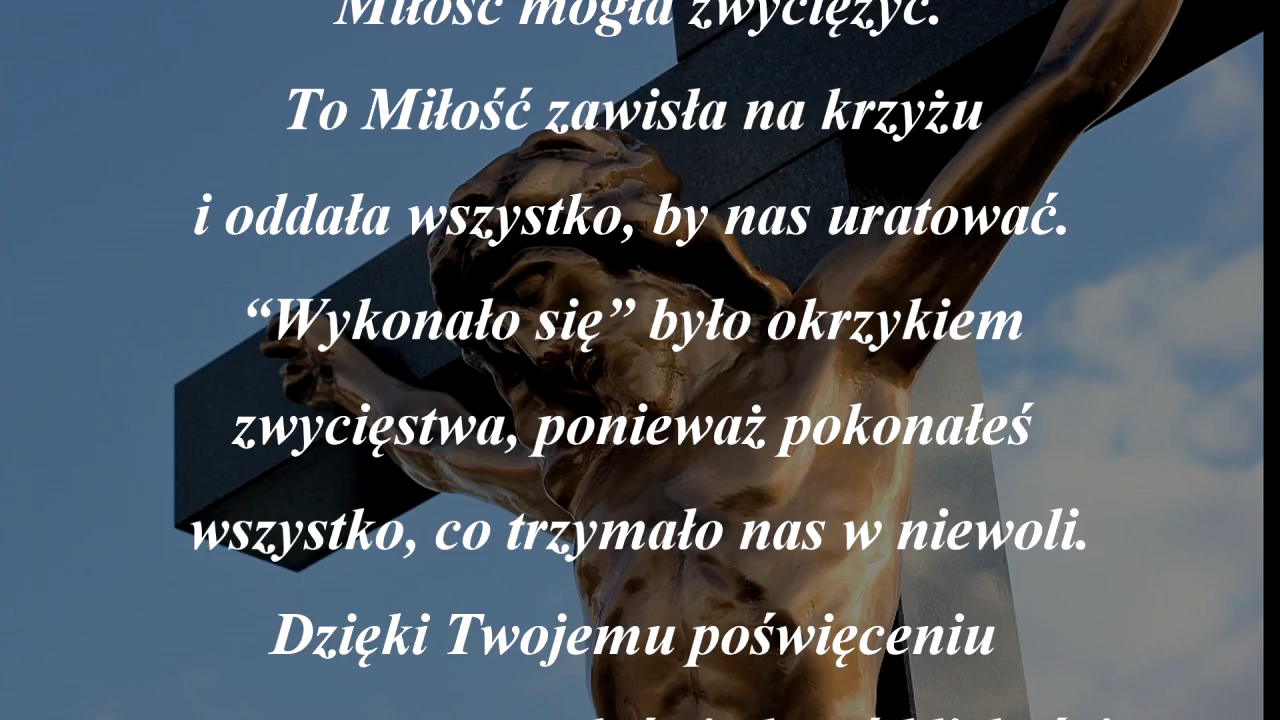 Miłość mogła zwyciężyć.
To Miłość zawisła na krzyżu
i oddała wszystko, by nas uratować.
“Wykonało się” było okrzykiem
zwycięstwa, ponieważ pokonałeś
wszystko, co trzymało nas w niewoli.
Dzięki Twojemu poświęceniu